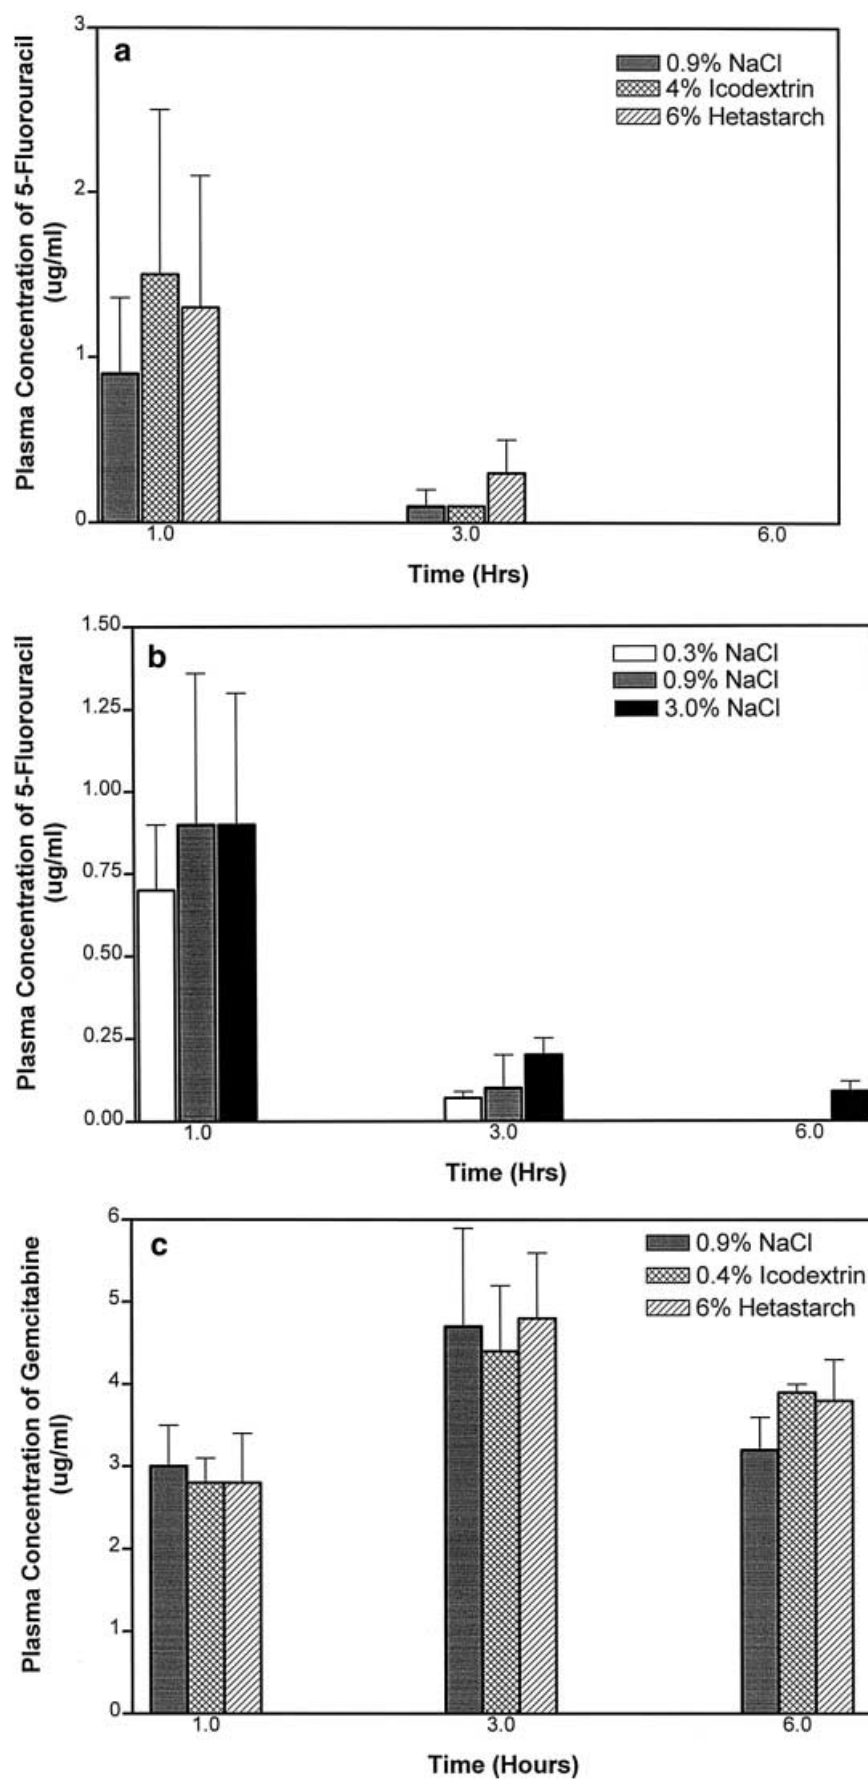 a
0.9% NaCl
4% Icodextrin
6% Hetastarch
Plasma Concentration of 5-Fluorouracil
(ug/ml)
3
2
1
0
1.0 3.0 6.0
Time (Hrs)
b
0.3% NaCl
0.9% NaCl
3.0% NaCl
Plasma Concentration of 5-Fluorouracil
(ug/ml)
1.50
1.25
1.00
0.75
0.50
0.25
0.00
1.0 3.0 6.0
Time (Hrs)
c
0.9% NaCl
0.4% Icodextrin
6% Hetastarch
Plasma Concentration of Gemcitabine
(ug/ml)
6
5
4
3
2
1
0
1.0 3.0 6.0
Time (Hours)